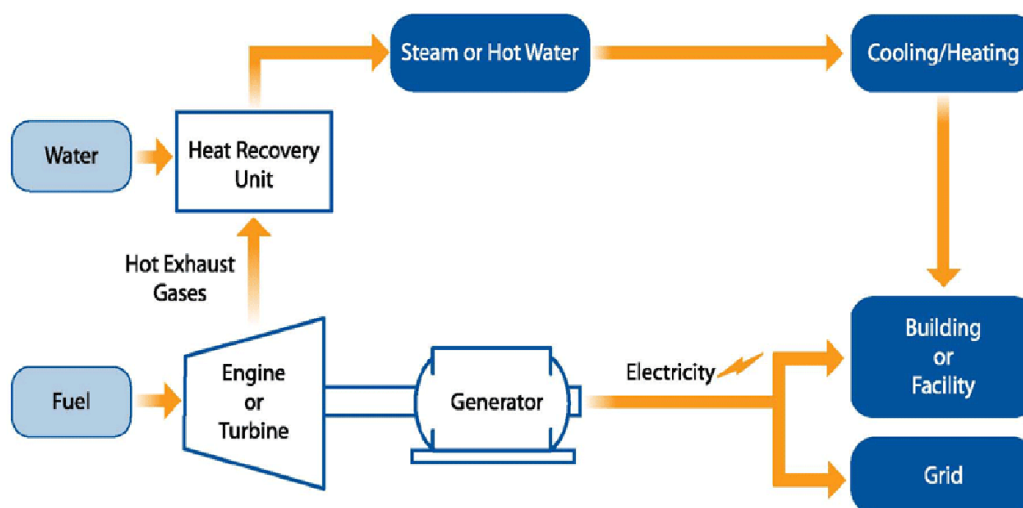 Steam or Hot Water
Cooling/Heating
Water
Heat Recovery
Unit
Hot Exhaust
Gases
Building
or
Facility
Fuel
Engine
or
Turbine
Generator
Electricity
Grid